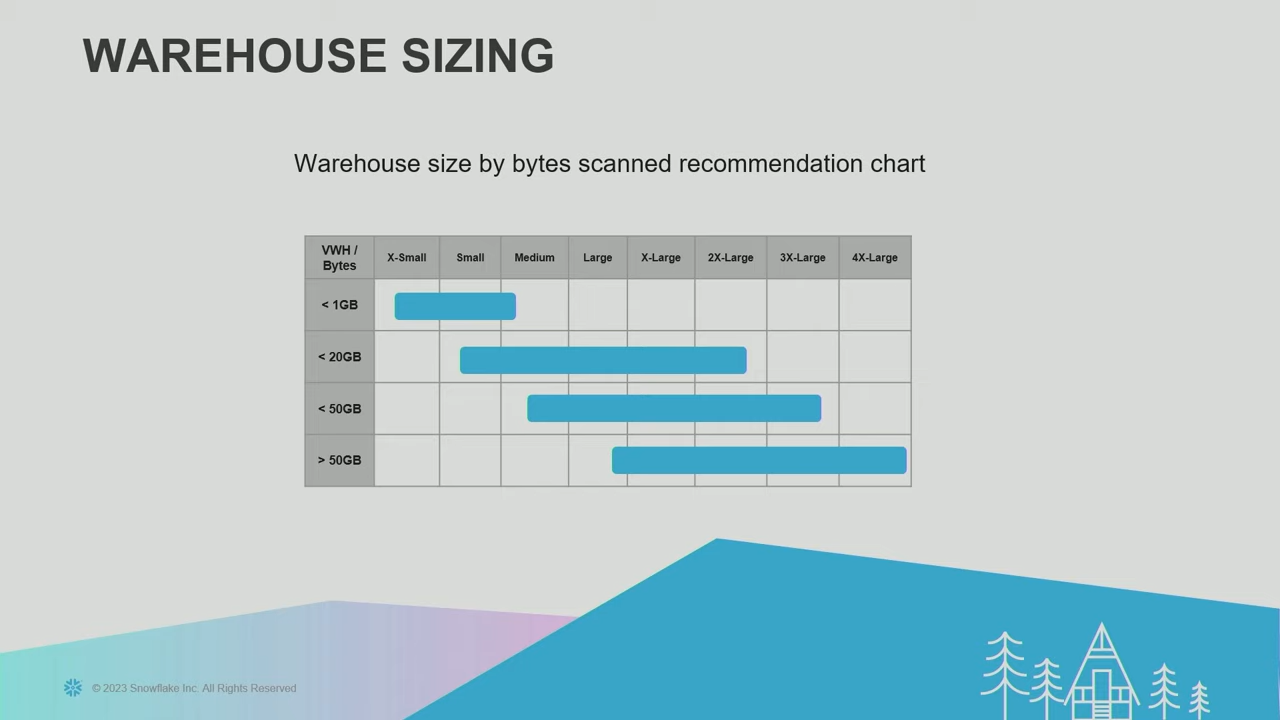 WAREHOUSE SIZING
Warehouse size by bytes scanned recommendation chart
VWH /
Bytes
X-Small
Small
Medium
Large
X-Large
2X-Large
3X-Large
4X-Large
< 1GB
< 20GB
< 50GB
> 50GB
© 2023 Snowflake Inc. All Rights Reserved